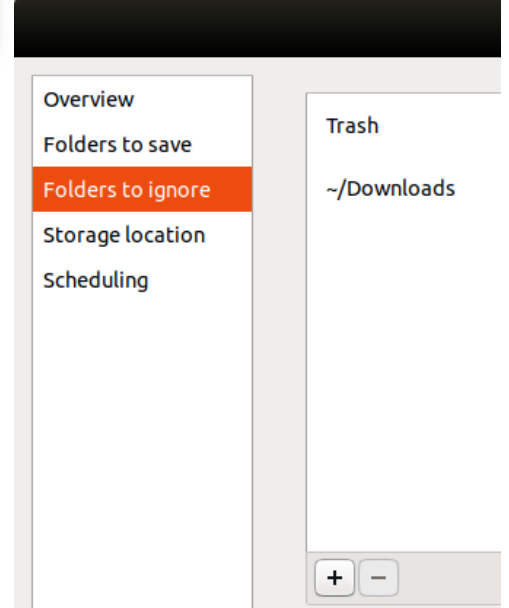 Overview
Folders to save
Folders to ignore
Storage location
Scheduling
Trash
~/Downloads
+ −